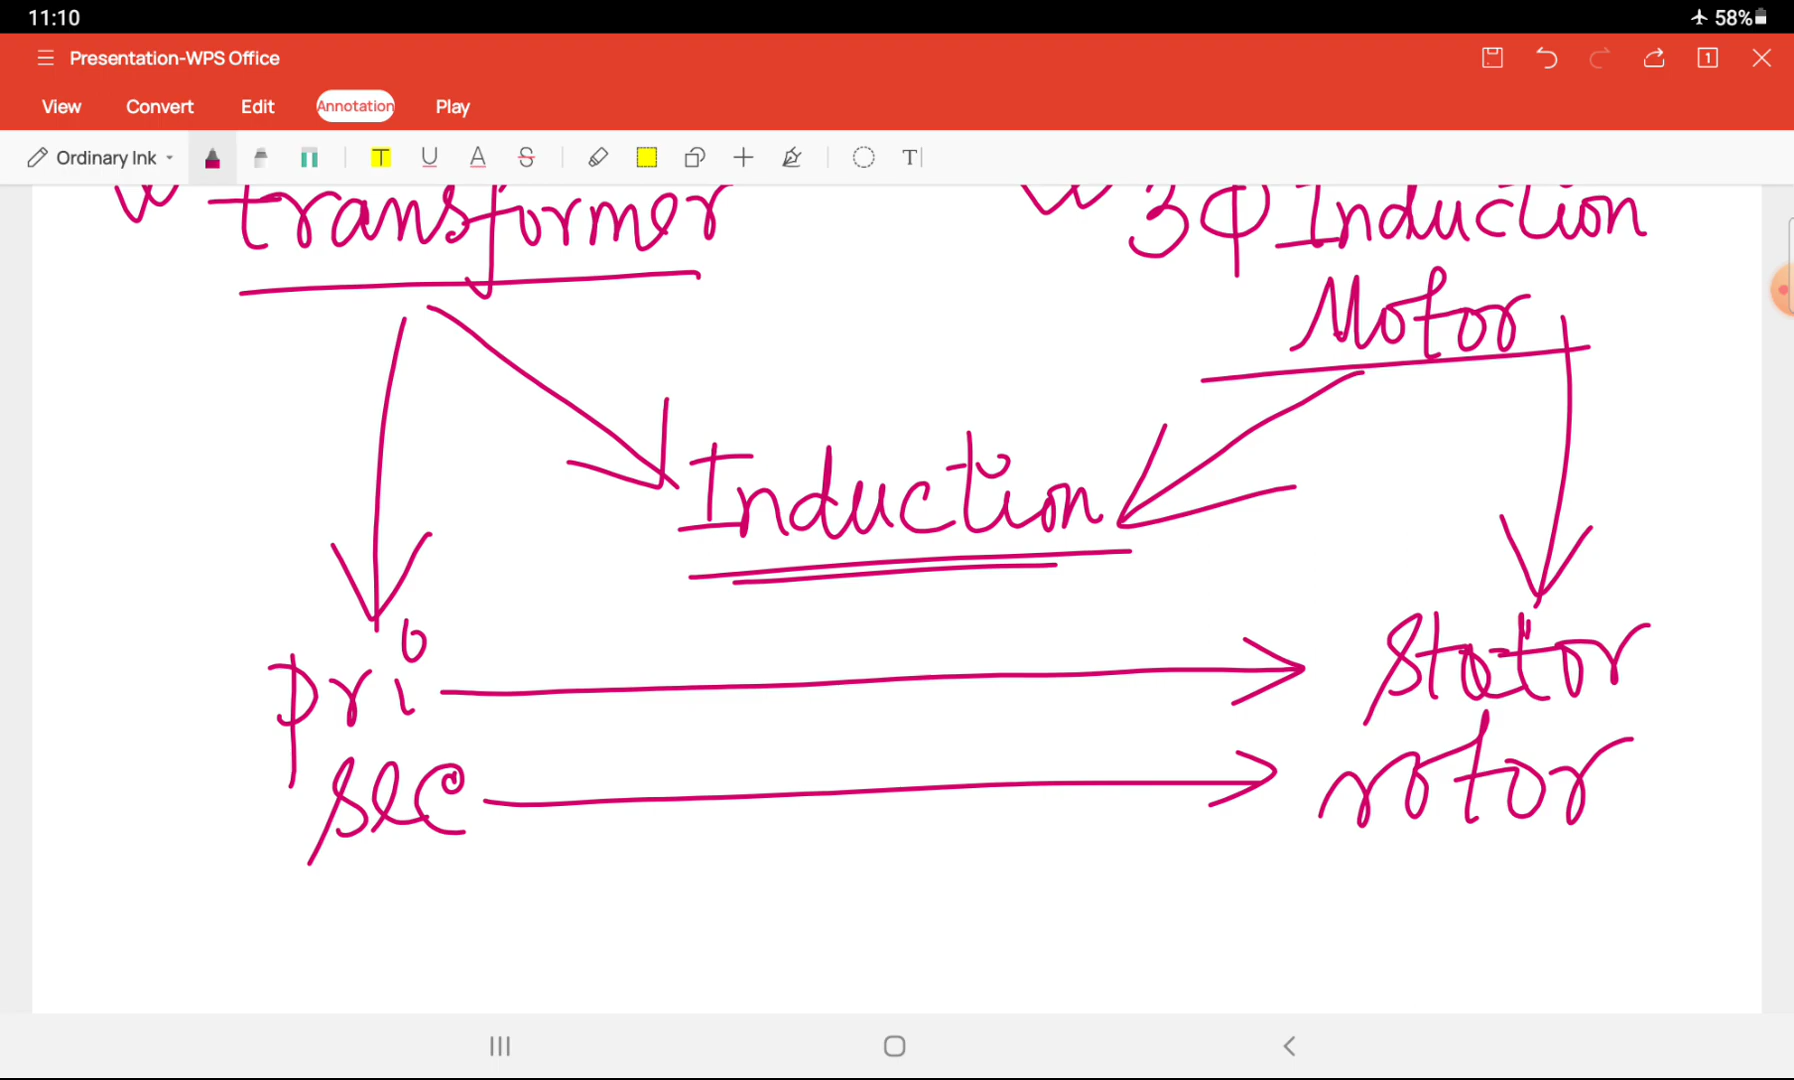 11:10 58%
Presentation-WPS Office 1
View Convert Edit Annotation Play
Ordinary Ink T U A S T
transformer
3Φ Induction
Motor
Induction
pri
Stator
sec
rotor